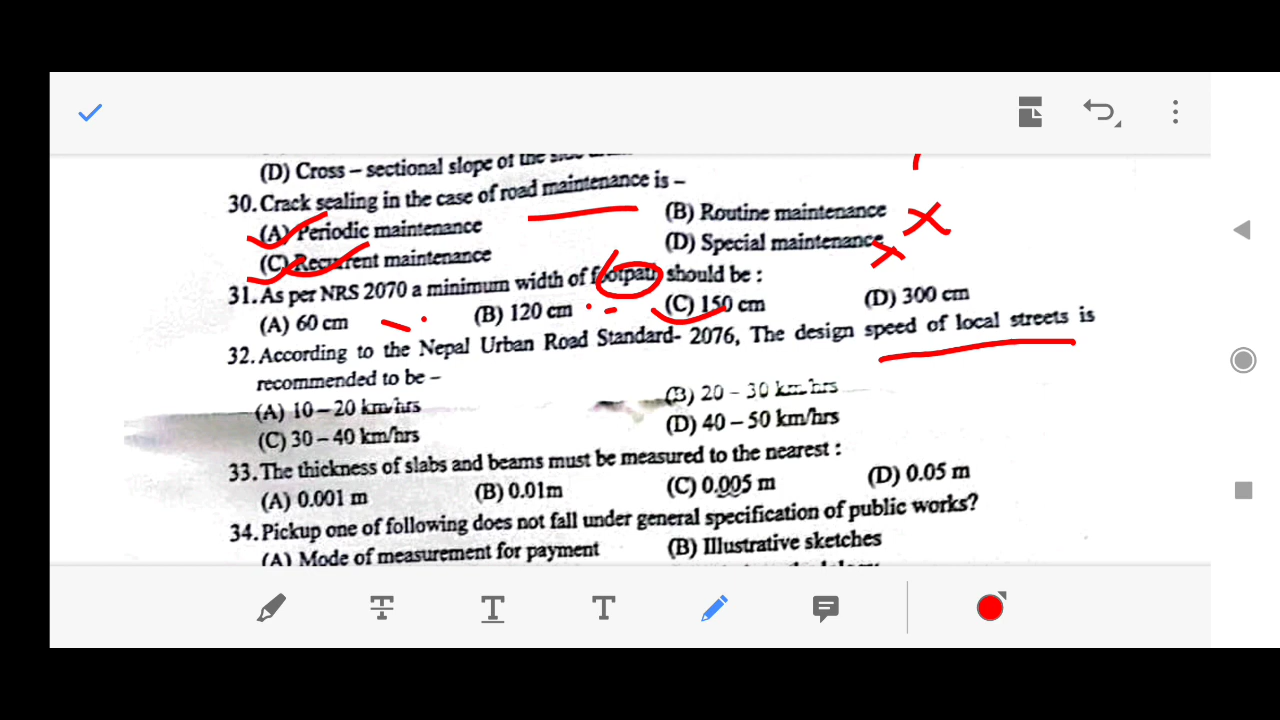 (D) Cross – sectional slope of the side
30. Crack sealing in the case of road maintenance is –
(A) Periodic maintenance (B) Routine maintenance
(C) Recurrent maintenance (D) Special maintenance
31. As per NRS 2070 a minimum width of footpath should be :
(A) 60 cm (B) 120 cm (C) 150 cm (D) 300 cm
32. According to the Nepal Urban Road Standard- 2076, The design speed of local streets is
recommended to be –
(A) 10 – 20 km/hrs (B) 20 – 30 km/hrs
(C) 30 – 40 km/hrs (D) 40 – 50 km/hrs
33. The thickness of slabs and beams must be measured to the nearest :
(A) 0.001 m (B) 0.01m (C) 0.005 m (D) 0.05 m
34. Pickup one of following does not fall under general specification of public works?
(A) Mode of measurement for payment (B) Illustrative sketches